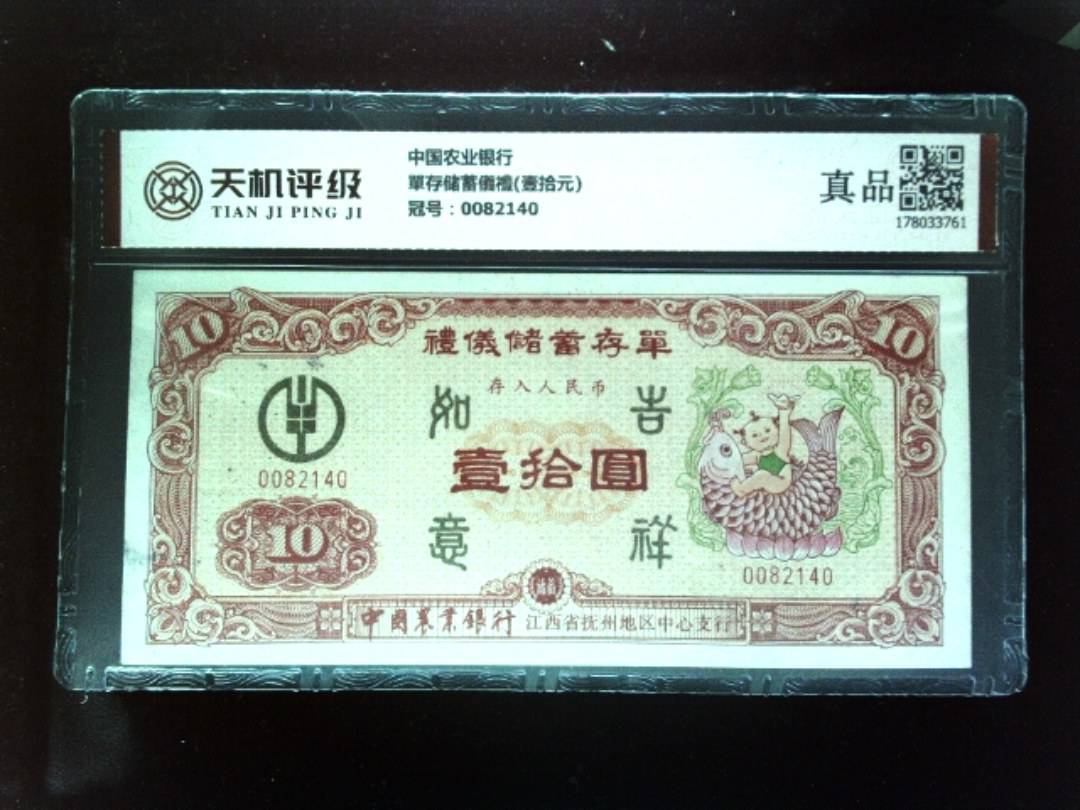 天机评级
TIAN JI PING JI
中国农业银行
單存储蓄儀禮(壹拾元)
冠号：0082140
真品
178033761
10
10
禮儀儲蓄存單
存入人民币
如 吉
0082140
壹拾圓
10
意 祥
0082140
中國農業銀行 江西省抚州地区中心支行